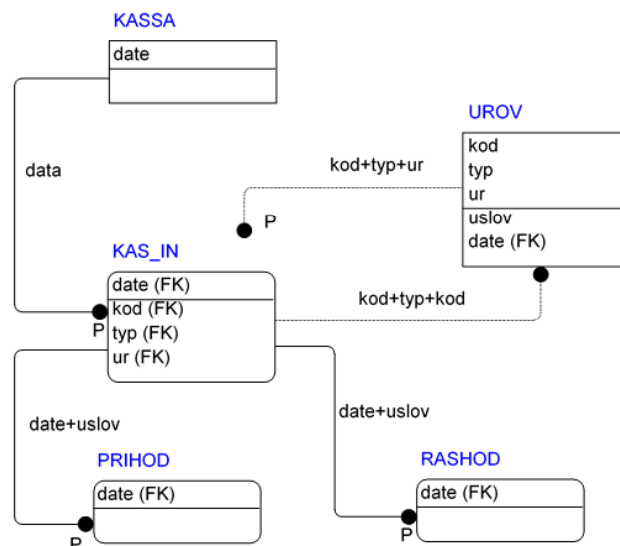 KASSA
date
UROV
kod
typ
ur
uslov
date (FK)
kod+typ+ur
data
P
KAS_IN
date (FK)
kod (FK)
typ (FK)
ur (FK)
kod+typ+kod
P
date+uslov
date+uslov
PRIHOD
date (FK)
P
RASHOD
date (FK)
P